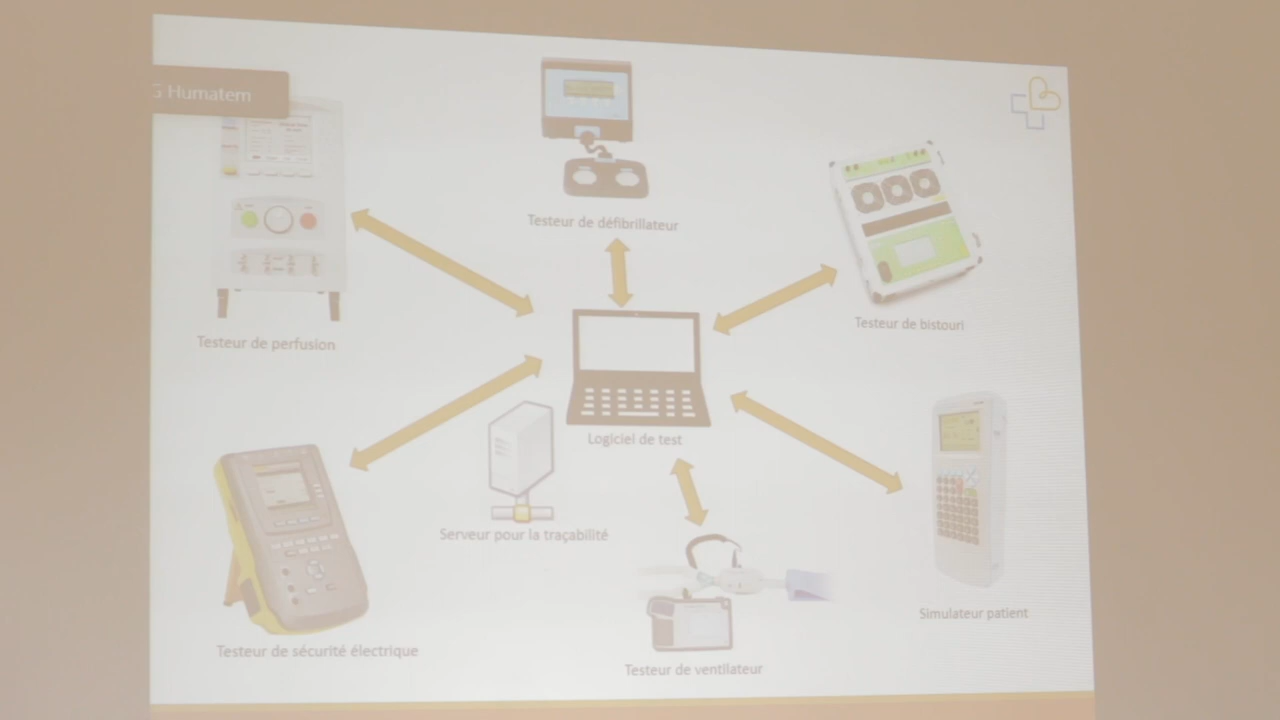 G Humatem
Testeur de défibrillateur
Testeur de bistouri
Testeur de perfusion
Logiciel de test
Serveur pour la traçabilité
Simulateur patient
Testeur de sécurité électrique
Testeur de ventilateur